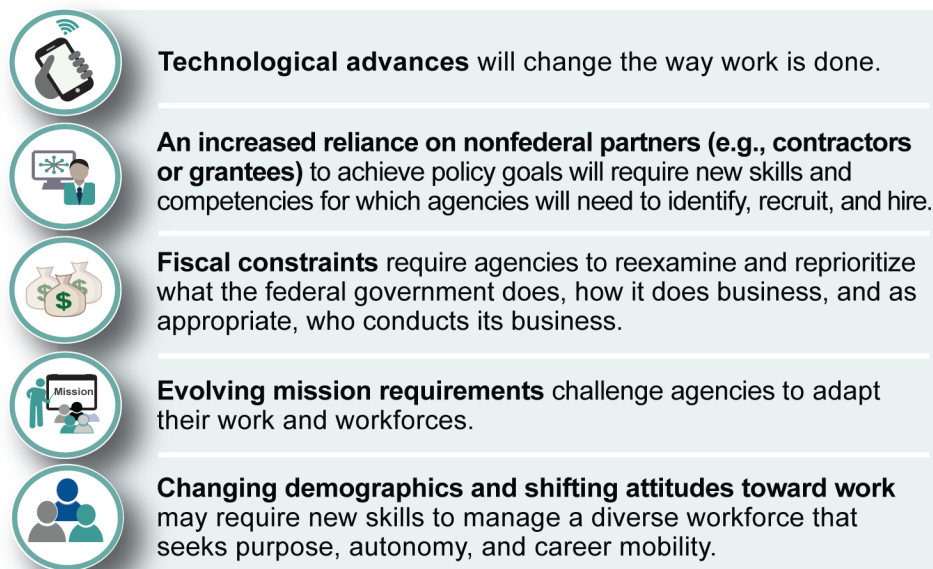 Technological advances will change the way work is done.
An increased reliance on nonfederal partners (e.g., contractors
or grantees) to achieve policy goals will require new skills and
competencies for which agencies will need to identify, recruit, and hire.
$ $ $
Fiscal constraints require agencies to reexamine and reprioritize
what the federal government does, how it does business, and as
appropriate, who conducts its business.
Mission
Evolving mission requirements challenge agencies to adapt
their work and workforces.
Changing demographics and shifting attitudes toward work
may require new skills to manage a diverse workforce that
seeks purpose, autonomy, and career mobility.